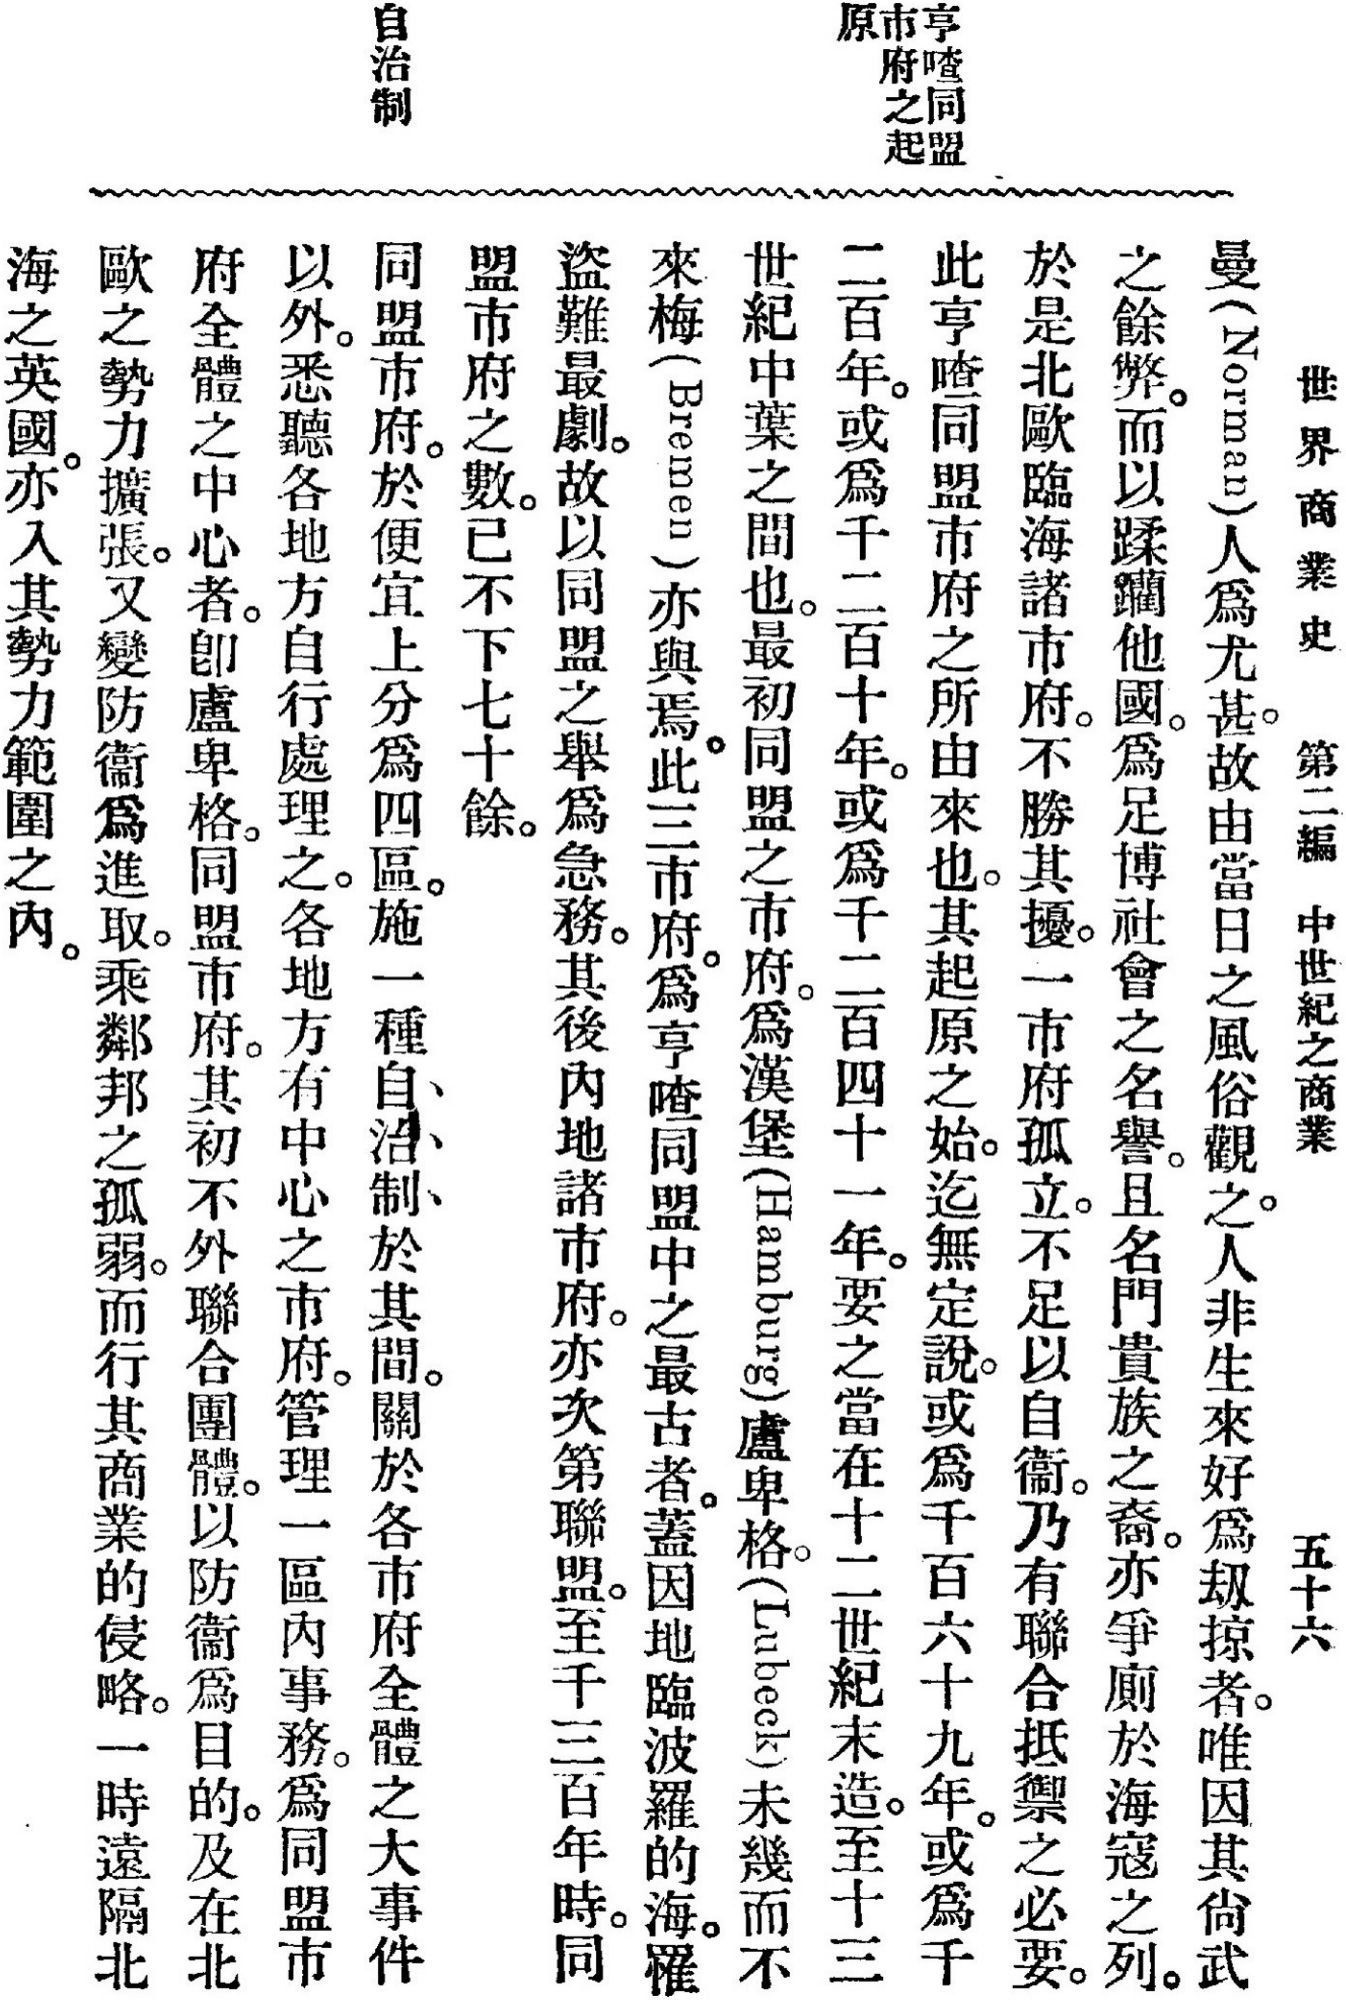 世界商業史　第二編　中世紀之商業　五十六
亨喳同盟
市府之起
原
自治制
曼(Norman)人爲尤甚。故由當日之風俗觀之。人非生來好爲刼掠者。唯因其尙武
之餘弊。而以蹂躪他國。爲足博社會之名譽。且名門貴族之裔。亦爭廁於海寇之列。
於是北歐臨海諸市府。不勝其擾。一市府孤立。不足以自衞。乃有聯合抵禦之必要。
此亨喳同盟市府之所由來也。其起原之始。迄無定說。或爲千百六十九年。或爲千
二百年。或爲千二百十年。或爲千二百四十一年。要之當在十二世紀末造。至十三
世紀中葉之間也。最初同盟之市府。爲漢堡(Hamburg)盧卑格。(Lubeck)未幾而不
來梅(Bremen)亦與焉。此三市府。爲亨喳同盟中之最古者。蓋因地臨波羅的海。罹
盜難最劇。故以同盟之舉爲急務。其後內地諸市府。亦次第聯盟。至千三百年時。同
盟市府之數。已不下七十餘。
同盟市府。於便宜上分爲四區。施一種自治制於其間。關於各市府全體之大事件
以外。悉聽各地方自行處理之。各地方有中心之市府。管理一區內事務。爲同盟市
府全體之中心者。卽盧卑格。同盟市府。其初不外聯合團體。以防衞爲目的。及在北
歐之勢力擴張。又變防衞爲進取。乘鄰邦之孤弱。而行其商業的侵略。一時遠隔北
海之英國。亦入其勢力範圍之內。